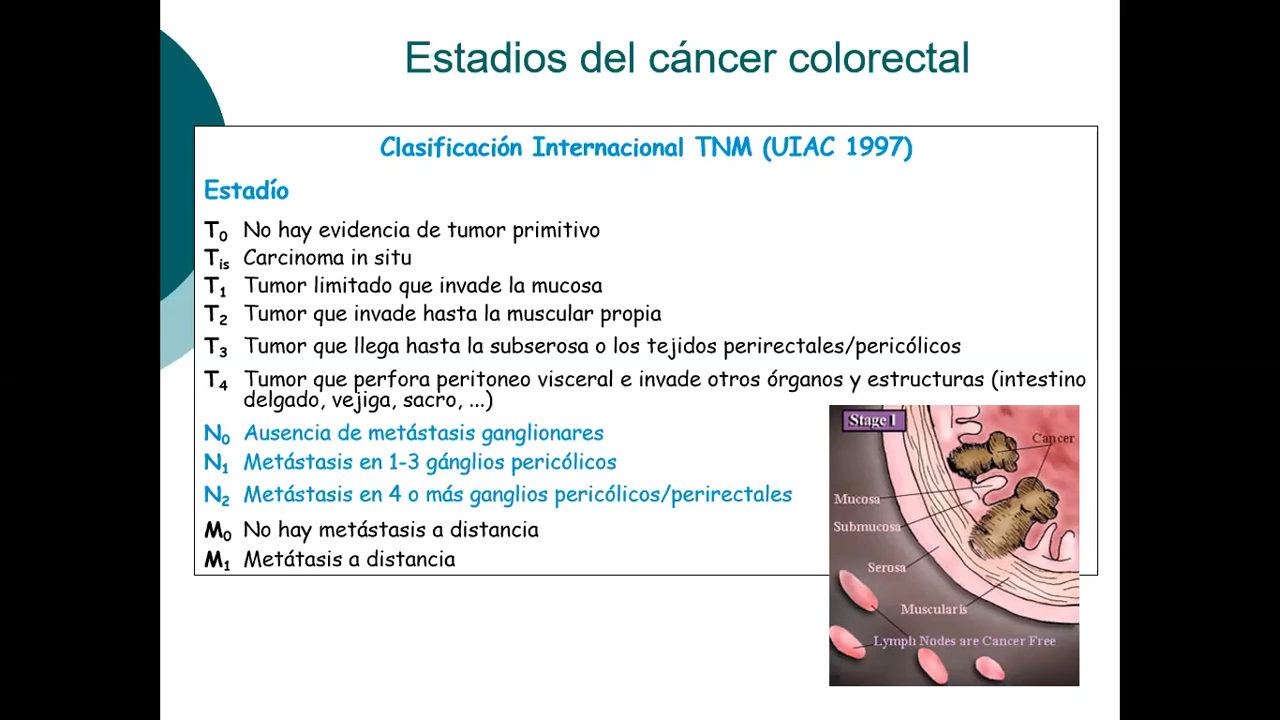 Estadios del cáncer colorectal
Clasificación Internacional TNM (UIAC 1997)
Estadío
T0 No hay evidencia de tumor primitivo
Tis Carcinoma in situ
T1 Tumor limitado que invade la mucosa
T2 Tumor que invade hasta la muscular propia
T3 Tumor que llega hasta la subserosa o los tejidos perirectales/pericólicos
T4 Tumor que perfora peritoneo visceral e invade otros órganos y estructuras (intestino
delgado, vejiga, sacro, ...)
N0 Ausencia de metástasis ganglionares
N1 Metástasis en 1-3 gánglios pericólicos
N2 Metástasis en 4 o más ganglios pericólicos/perirectales
M0 No hay metástasis a distancia
M1 Metátasis a distancia
Stage I
Cancer
Mucosa
Submucosa
Serosa
Muscularis
Lymph Nodes are Cancer Free